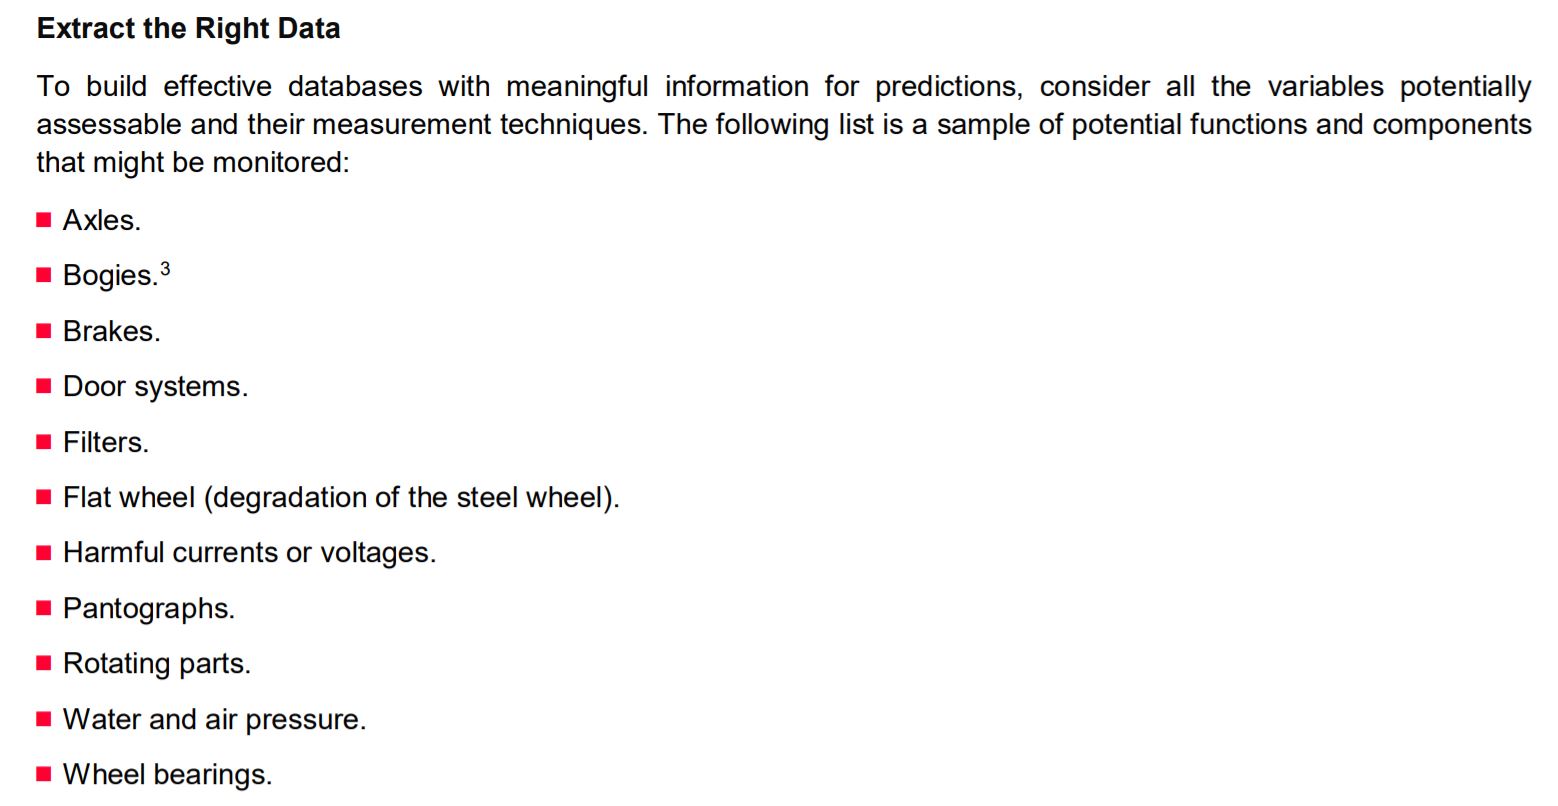 Extract the Right Data
To build effective databases with meaningful information for predictions, consider all the variables potentially
assessable and their measurement techniques. The following list is a sample of potential functions and components
that might be monitored:
■ Axles.
■ Bogies.³
■ Brakes.
■ Door systems.
■ Filters.
■ Flat wheel (degradation of the steel wheel).
■ Harmful currents or voltages.
■ Pantographs.
■ Rotating parts.
■ Water and air pressure.
■ Wheel bearings.